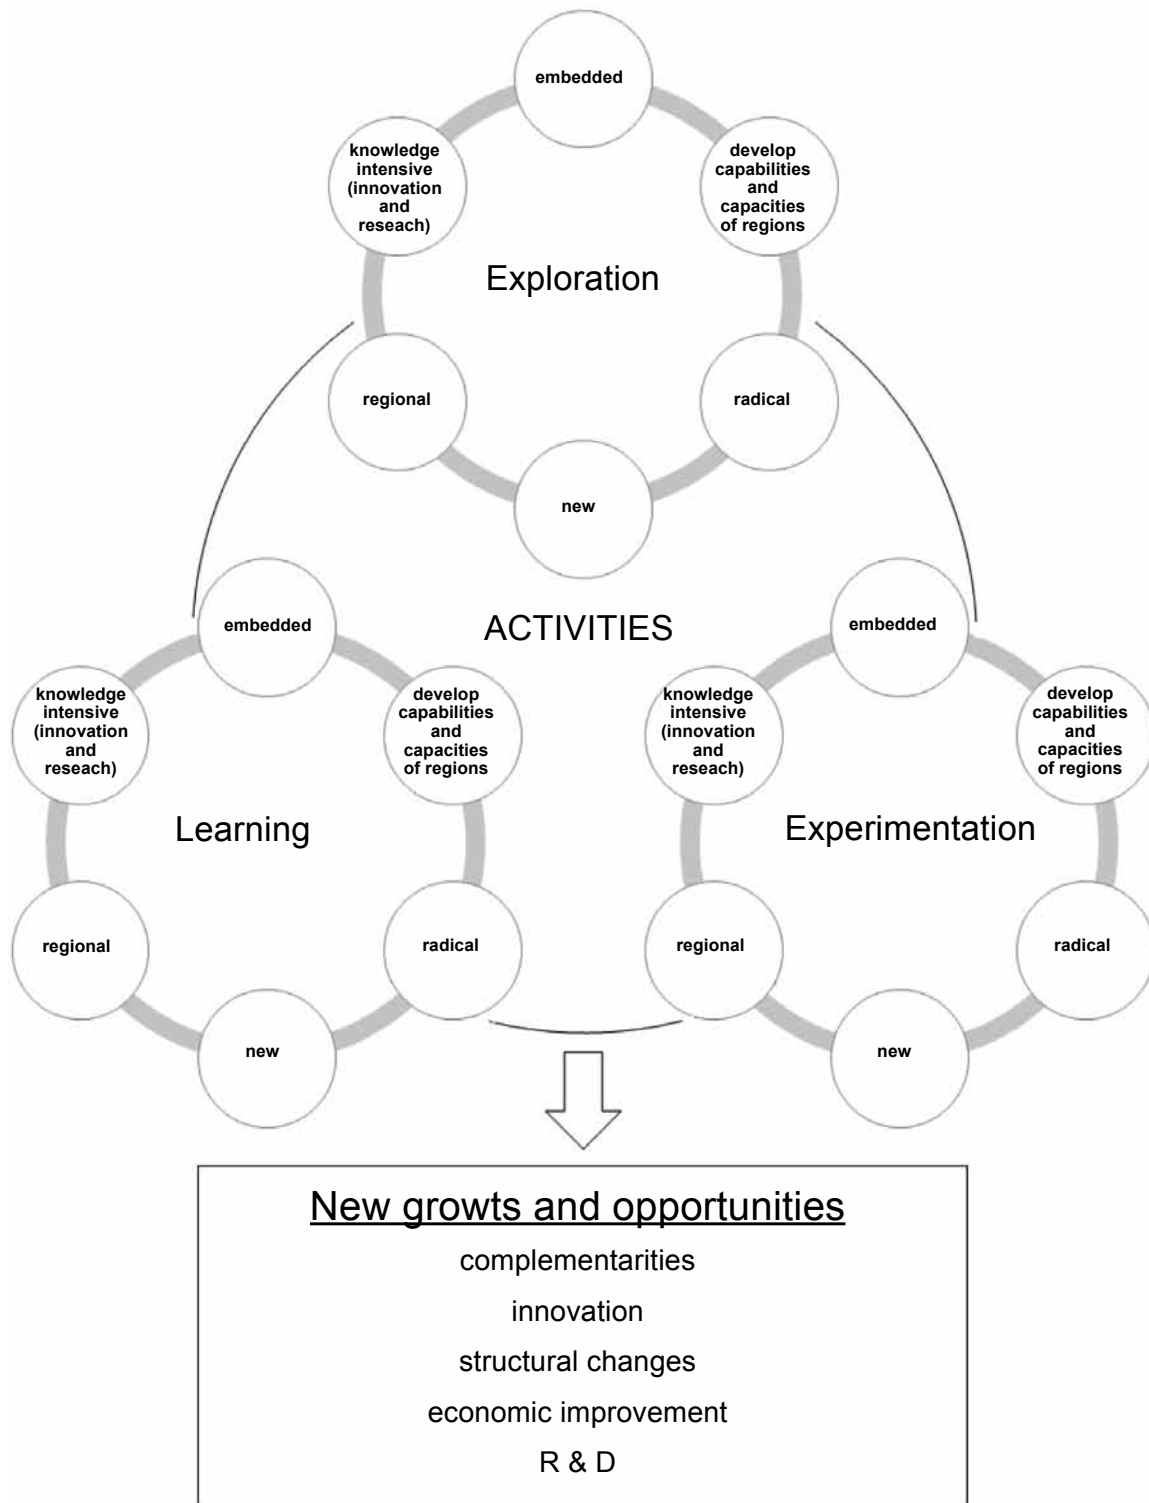 embedded
knowledge
intensive
(innovation
and
reseach)
develop
capabilities
and
capacities
of regions
Exploration
regional
radical
new
ACTIVITIES
embedded
knowledge
intensive
(innovation
and
reseach)
develop
capabilities
and
capacities
of regions
Learning
regional
radical
new
embedded
knowledge
intensive
(innovation
and
reseach)
develop
capabilities
and
capacities
of regions
Experimentation
regional
radical
new
New growts and opportunities
complementarities
innovation
structural changes
economic improvement
R & D